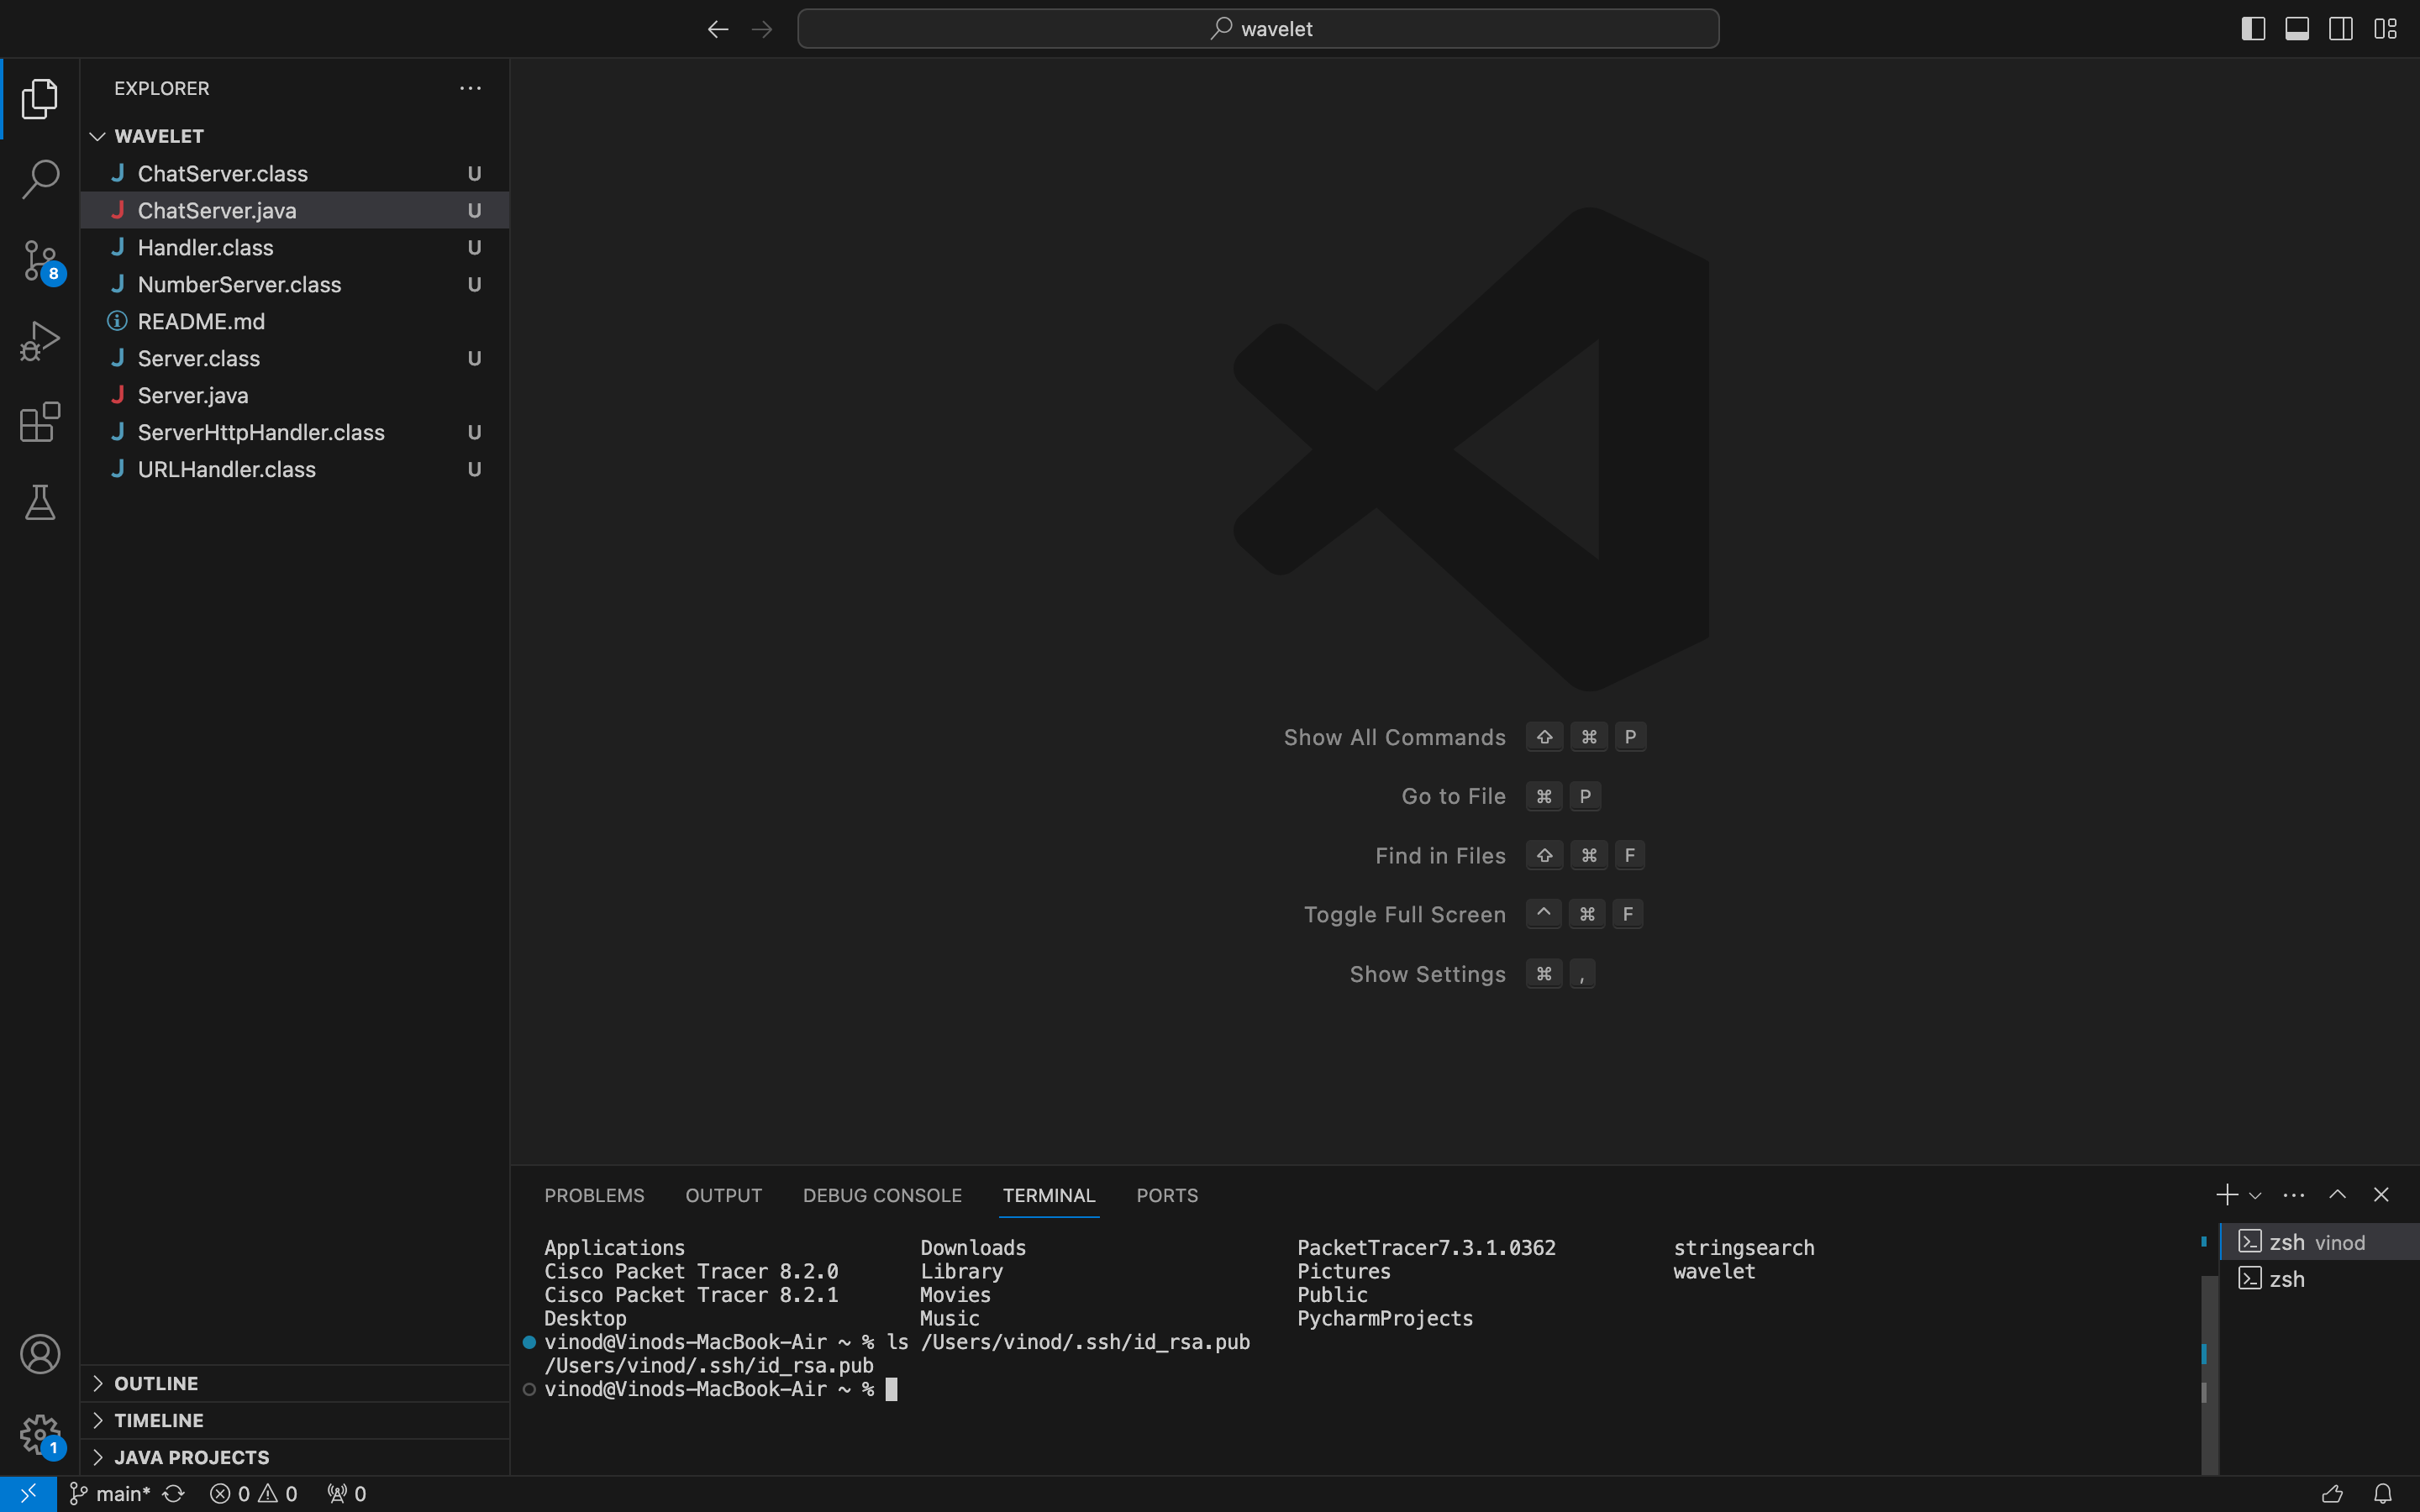 wavelet
EXPLORER
WAVELET
J ChatServer.class U
J ChatServer.java U
J Handler.class U
J NumberServer.class U
README.md
J Server.class U
J Server.java
J ServerHttpHandler.class U
J URLHandler.class U
8
Show All Commands ⇧ ⌘ P
Go to File ⌘ P
Find in Files ⇧ ⌘ F
Toggle Full Screen ^ ⌘ F
Show Settings ⌘ ,
PROBLEMS OUTPUT DEBUG CONSOLE TERMINAL PORTS
Applications Downloads PacketTracer7.3.1.0362 stringsearch
Cisco Packet Tracer 8.2.0 Library Pictures wavelet
Cisco Packet Tracer 8.2.1 Movies Public
Desktop Music PycharmProjects
vinod@Vinods-MacBook-Air ~ % ls /Users/vinod/.ssh/id_rsa.pub
/Users/vinod/.ssh/id_rsa.pub
vinod@Vinods-MacBook-Air ~ %
zsh vinod
zsh
OUTLINE
TIMELINE
JAVA PROJECTS
1
main* 0 0 0